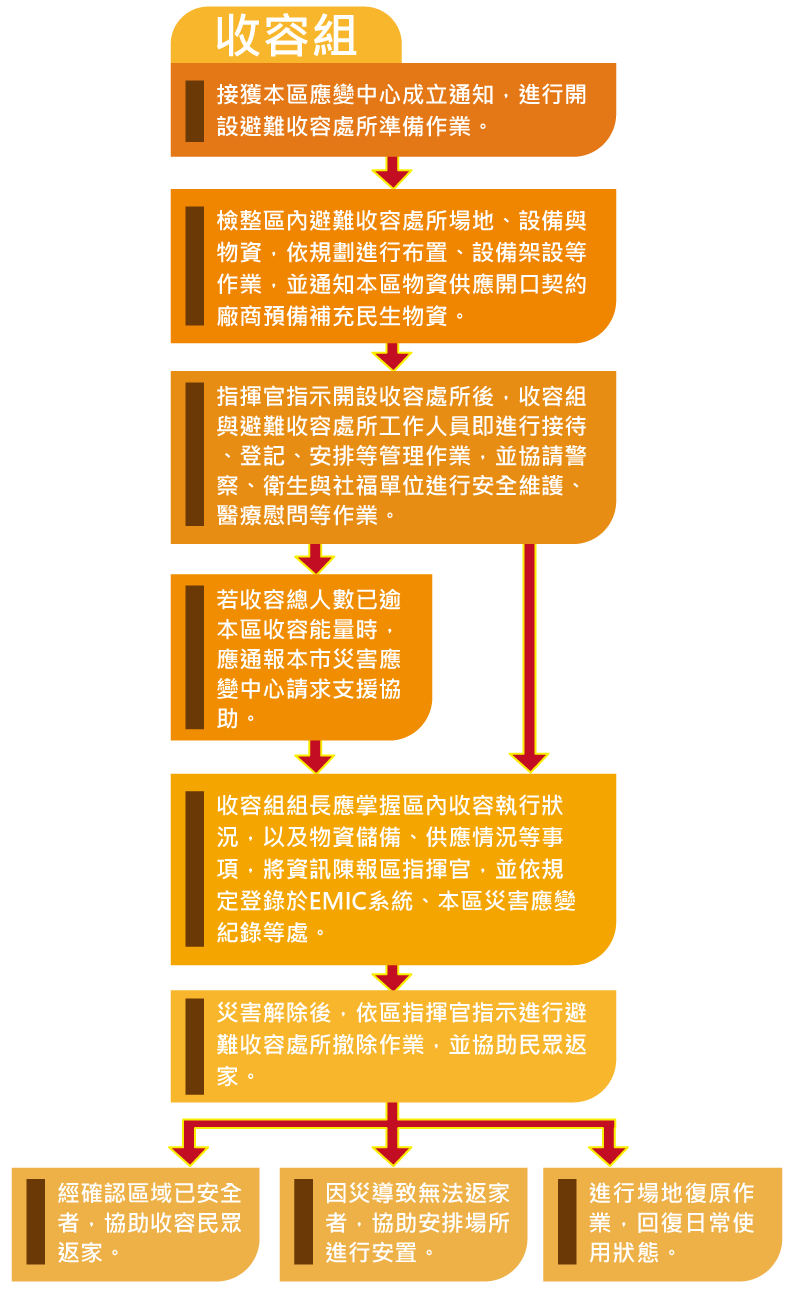 收容組
接獲本區應變中心成立通知，進行開
設避難收容處所準備作業。
檢整區內避難收容處所場地、設備與
物資，依規劃進行布置、設備架設等
作業，並通知本區物資供應開口契約
廠商預備補充民生物資。
指揮官指示開設收容處所後，收容組
與避難收容處所工作人員即進行接待
、登記、安排等管理作業，並協請警
察、衛生與社福單位進行安全維護、
醫療慰問等作業。
若收容總人數已逾
本區收容能量時，
應通報本市災害應
變中心請求支援協
助。
收容組組長應掌握區內收容執行狀
況，以及物資儲備、供應情況等事
項，將資訊陳報區指揮官，並依規
定登錄於EMIC系統、本區災害應變
紀錄等處。
災害解除後，依區指揮官指示進行避
難收容處所撤除作業，並協助民眾返
家。
經確認區域已安全
者，協助收容民眾
返家。
因災導致無法返家
者，協助安排場所
進行安置。
進行場地復原作
業，回復日常使
用狀態。